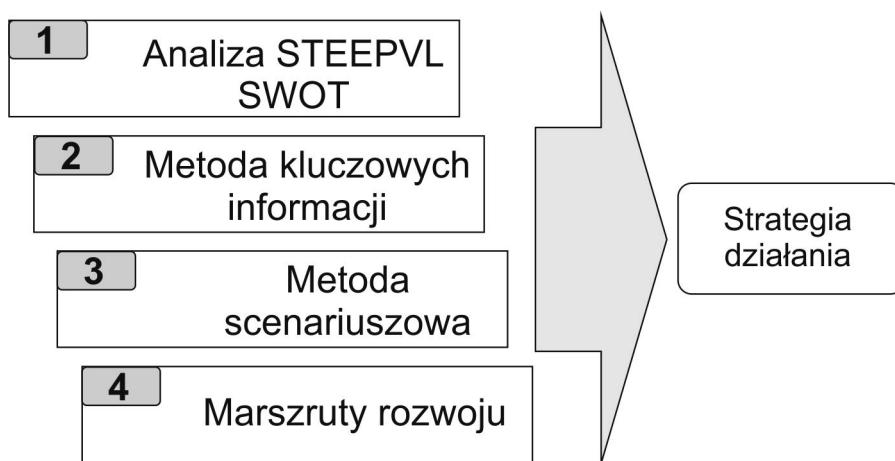 1
Analiza STEEPVL
SWOT
2
Metoda kluczowych
informacji
3
Metoda
scenariuszowa
4
Marszruty rozwoju
Strategia
działania